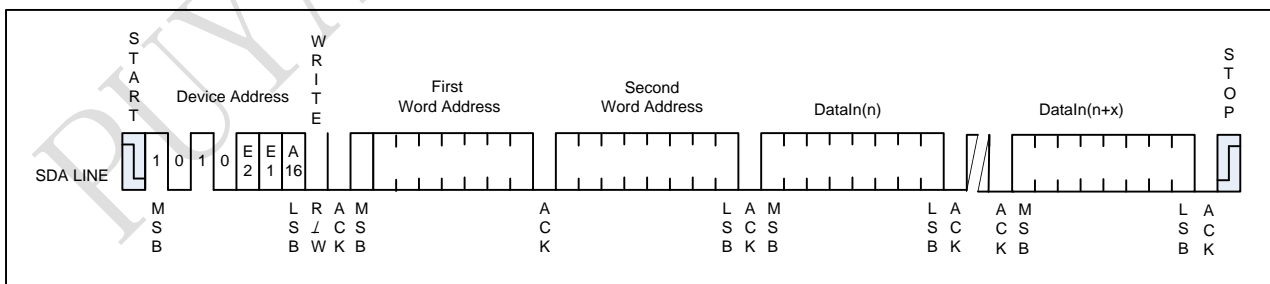 PUYA
START
WRITE
STOP
Device Address
First
Word Address
Second
Word Address
DataIn(n)
DataIn(n+x)
SDA LINE
1 0 1 0 E2 E1 A16
MSB
LSB
R/W
ACK
MSB
ACK
LSB
ACK
MSB
LSB
ACK
ACK
MSB
LSB
ACK